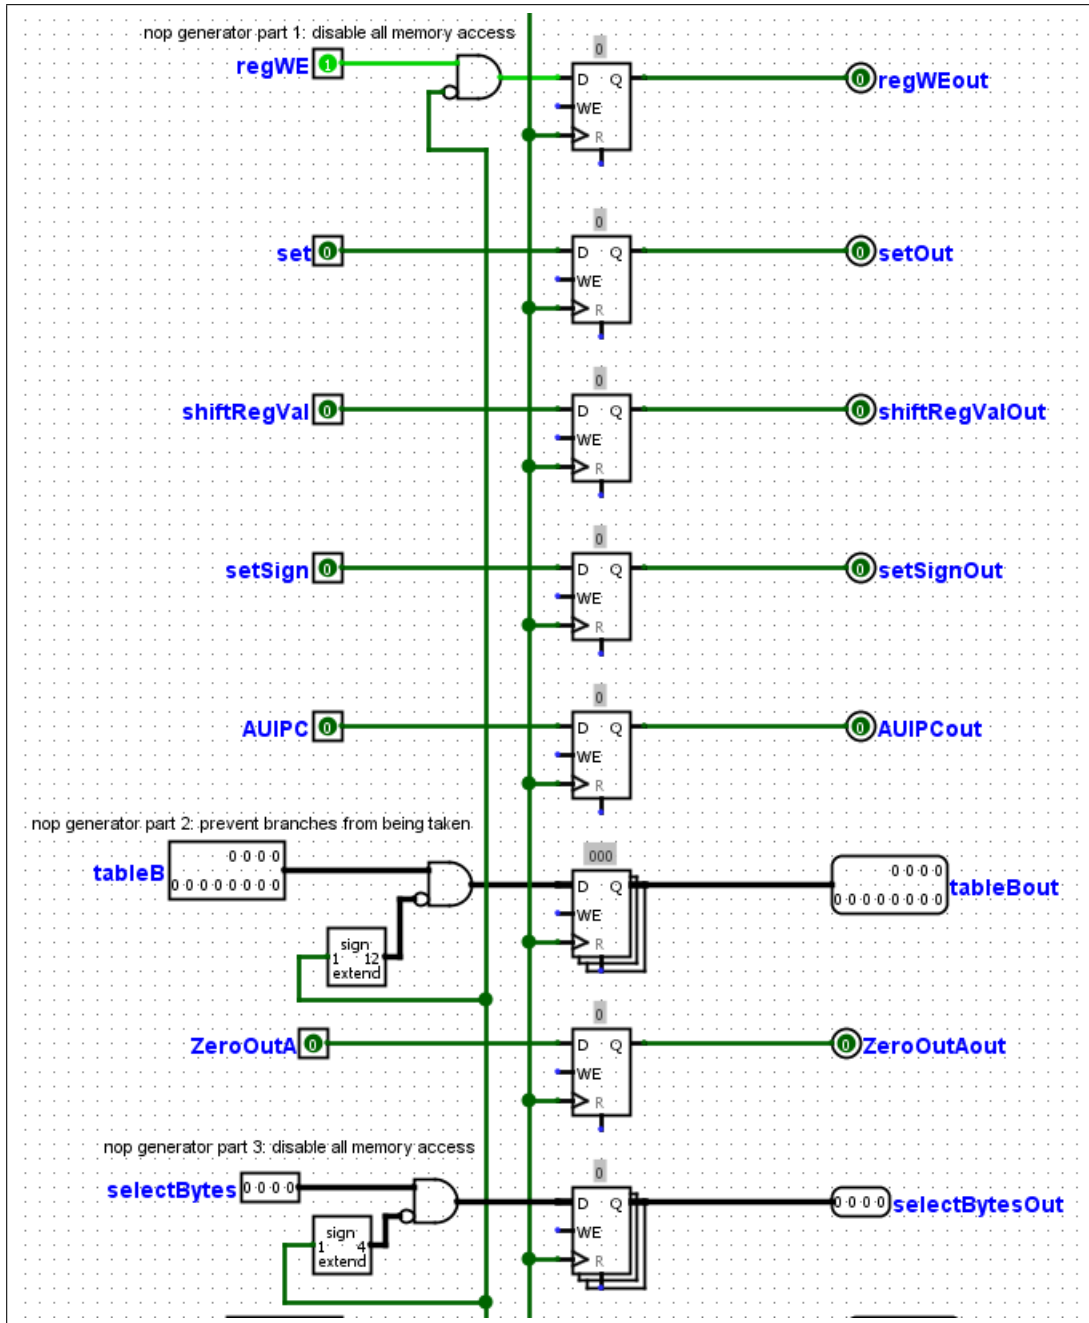 nop generator part 1: disable all memory access
0
regWE 1 D Q 0 regWEout
WE
R
0
set 0 D Q 0 setOut
WE
R
0
shiftRegVal 0 D Q 0 shiftRegValOut
WE
R
0
setSign 0 D Q 0 setSignOut
WE
R
0
AUIPC 0 D Q 0 AUIPCout
WE
R
nop generator part 2: prevent branches from being taken
000
0 0 0 0 0 0 0 0
tableB D Q tableBout
0 0 0 0 0 0 0 0 0 0 0 0 0 0 0 0
WE
sign R
1 12
extend
0
ZeroOutA 0 D Q 0 ZeroOutAout
WE
R
nop generator part 3: disable all memory access
0
selectBytes 0 0 0 0 D Q 0 0 0 0 selectBytesOut
WE
sign R
1 4
extend